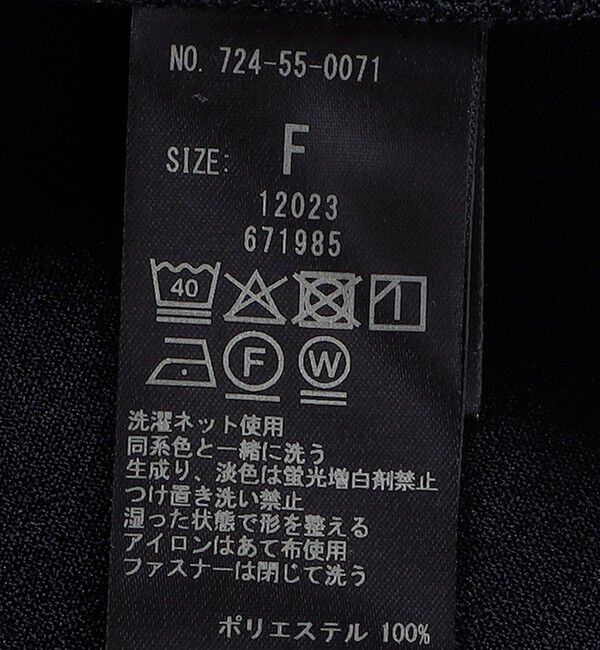 NO. 724-55-0071
SIZE: F
12023
671985
40
F W
洗濯ネット使用
同系色と一緒に洗う
生成り、淡色は蛍光増白剤禁止
つけ置き洗い禁止
湿った状態で形を整える
アイロンはあて布使用
ファスナーは閉じて洗う
ポリエステル 100%